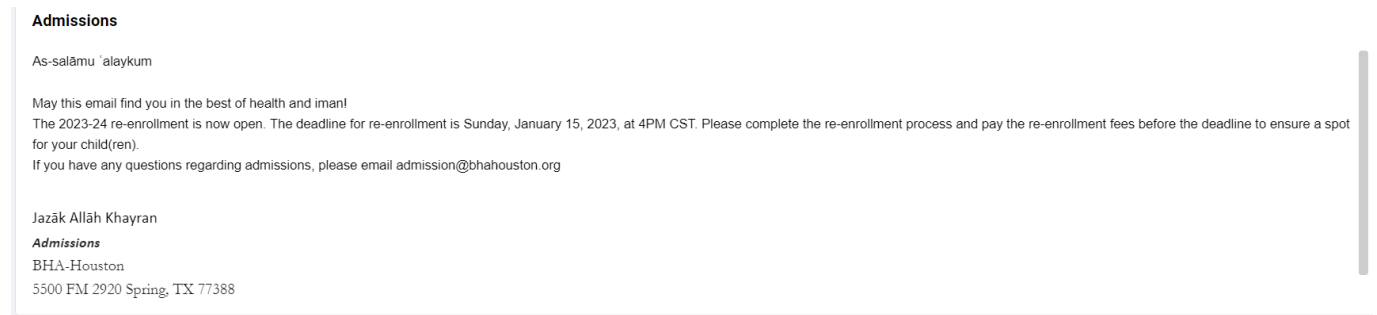 Admissions
As-salāmu ʿalaykum
May this email find you in the best of health and iman!
The 2023-24 re-enrollment is now open. The deadline for re-enrollment is Sunday, January 15, 2023, at 4PM CST. Please complete the re-enrollment process and pay the re-enrollment fees before the deadline to ensure a spot
for your child(ren).
If you have any questions regarding admissions, please email admission@bhahouston.org
Jazāk Allāh Khayran
Admissions
BHA-Houston
5500 FM 2920 Spring, TX 77388